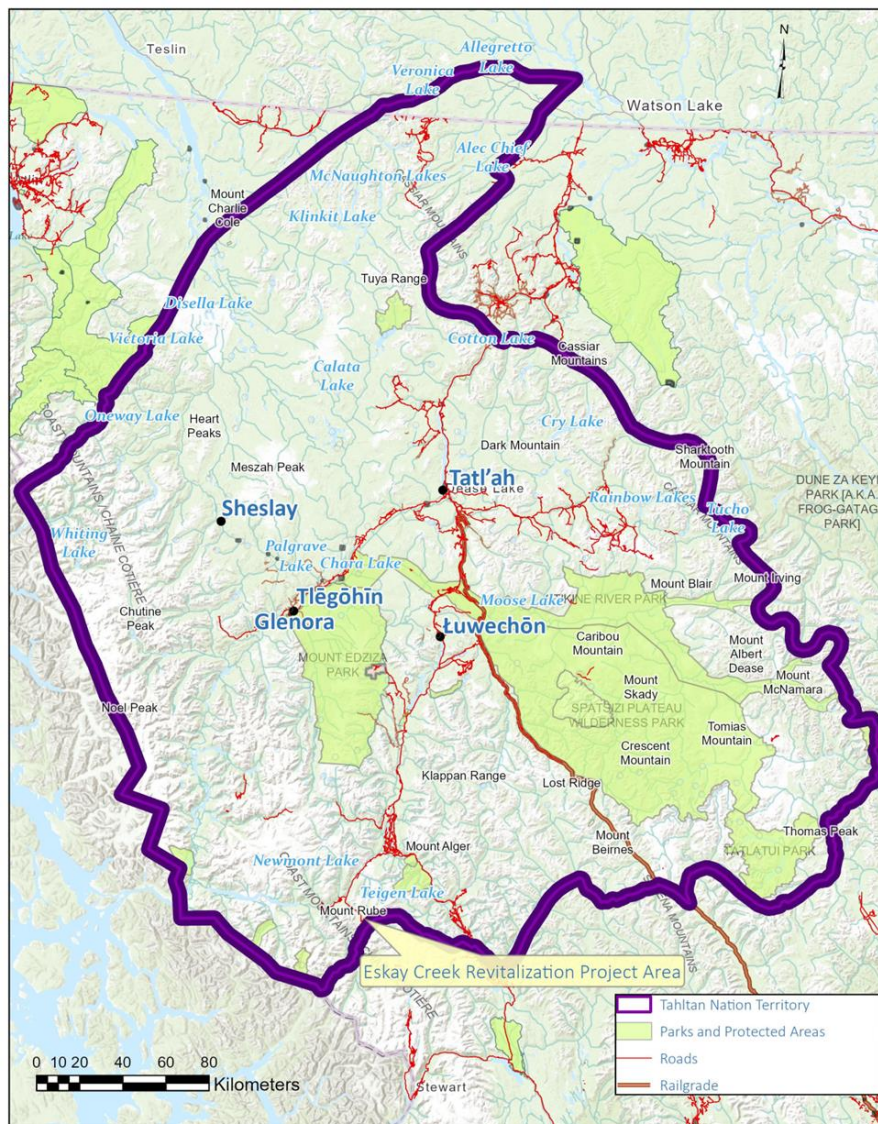 Teslin
Allegretto
Lake
Veronica
Lake
N
Watson Lake
Alec Chief
Lake
McNaughton Lakes
Mount
Charlie
Cole
Klinkit Lake
Tuya Range
Disella Lake
Victoria Lake
Cotton Lake
Cassiar
Mountains
Calata
Lake
Oneway Lake
Heart
Peaks
Cry Lake
Dark Mountain
Meszah Peak
Sharktooth
Mountain
Tatl'ah
Sheslay
Rainbow Lakes
Tucho
Lake
PARK [A.K.A.
PARK]
Whiting
Lake
Palgrave
Lake
Chara Lake
Mount Blair
Mount Irving
Tlēgōhīn
Glenora
Moose Lake
Chutine
Peak
Łuwechōn
Caribou
Mountain
Mount
Albert
Dease
MOUNT EDZIZA
PARK
Mount
Skady
Mount
McNamara
SPATSIZI PLATEAU
WILDERNESS PARK
Noel Peak
Tomias
Mountain
Crescent
Mountain
Klappan Range
Lost Ridge
Mount
Beirnes
Thomas Peak
TATLATUI PARK
Mount Alger
Newmont Lake
Teigen Lake
Mount Rube
Eskay Creek Revitalization Project Area
Tahltan Nation Territory
Parks and Protected Areas
Roads
Railgrade
0 10 20 40 60 80
Kilometers
Stewart